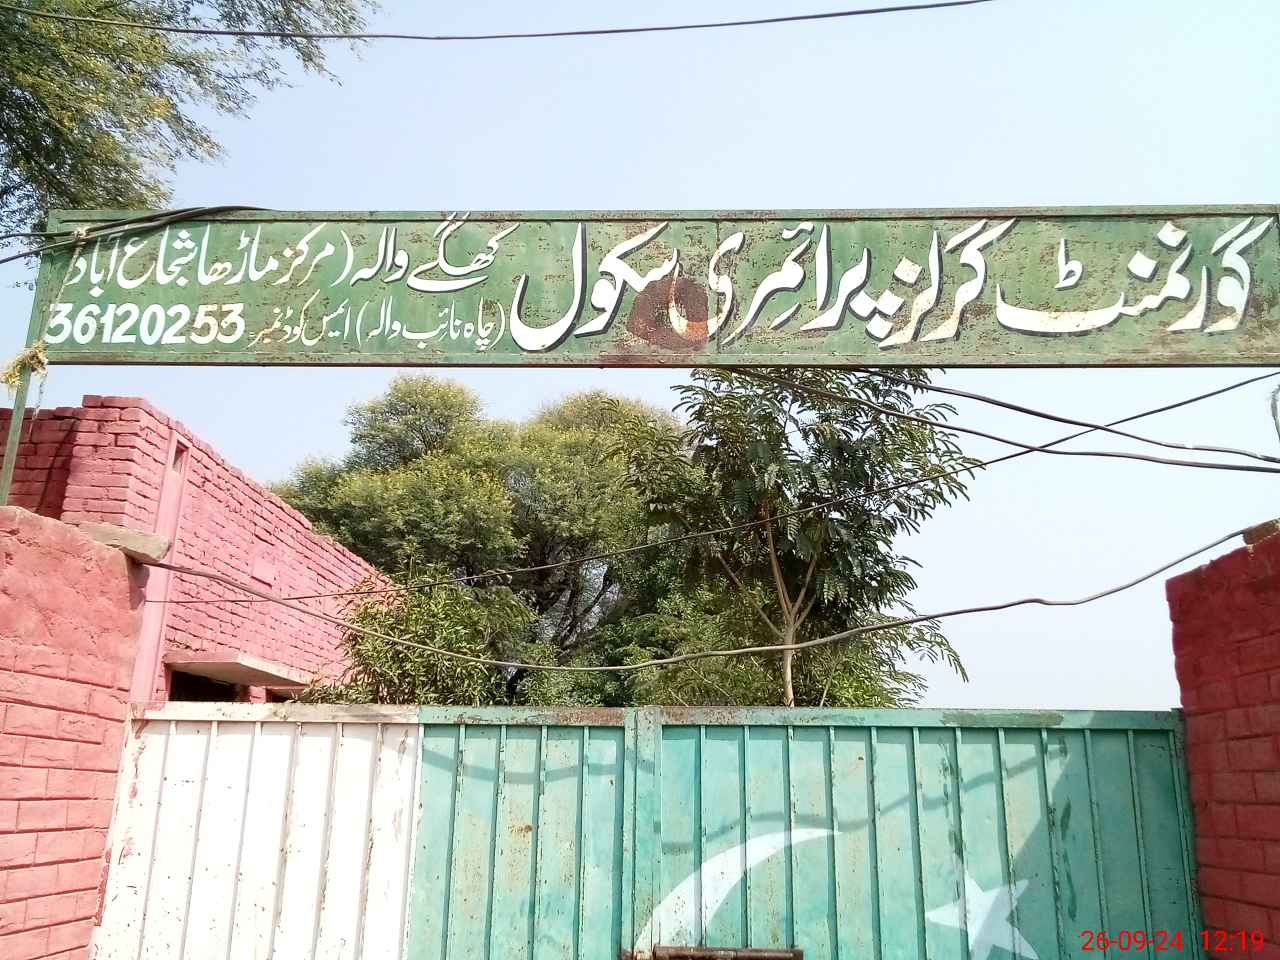 گورنمنٹ گرلز پرائمری سکول
کھگے والہ (مرکز ماڑھا شجاع آباد)
(چاہ نائب والہ) ایمس کوڈ نمبر 36120253
26-09-24 12:19